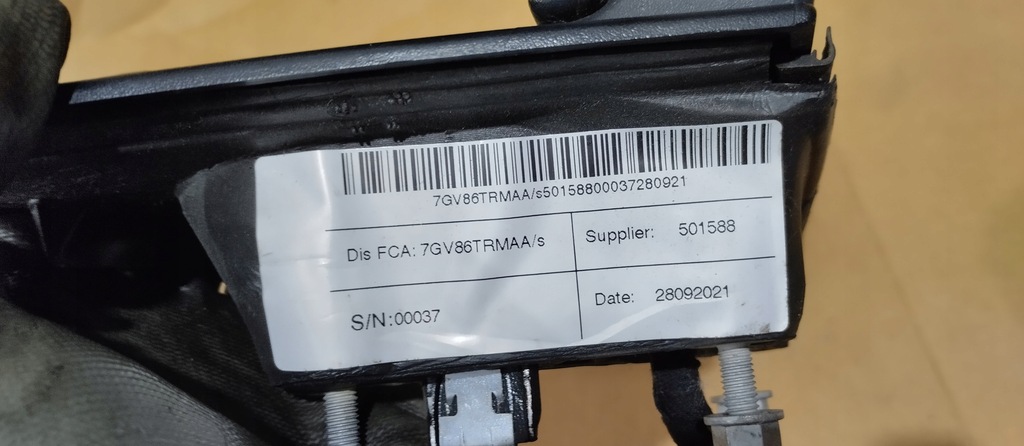 7GV86TRMAA/s50158800037280921
Dis FCA: 7GV86TRMAA/s
Supplier: 501588
S/N:00037
Date: 28092021